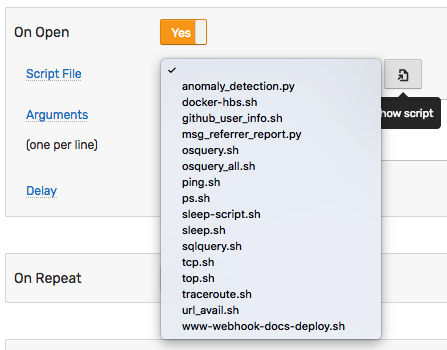 On Open
Yes
Script File
anomaly_detection.py
docker-hbs.sh
github_user_info.sh
msg_referrer_report.py
osquery.sh
osquery_all.sh
ping.sh
ps.sh
sleep-script.sh
sleep.sh
sqlquery.sh
tcp.sh
top.sh
traceroute.sh
url_avail.sh
www-webhook-docs-deploy.sh
how script
Arguments
(one per line)
Delay
On Repeat